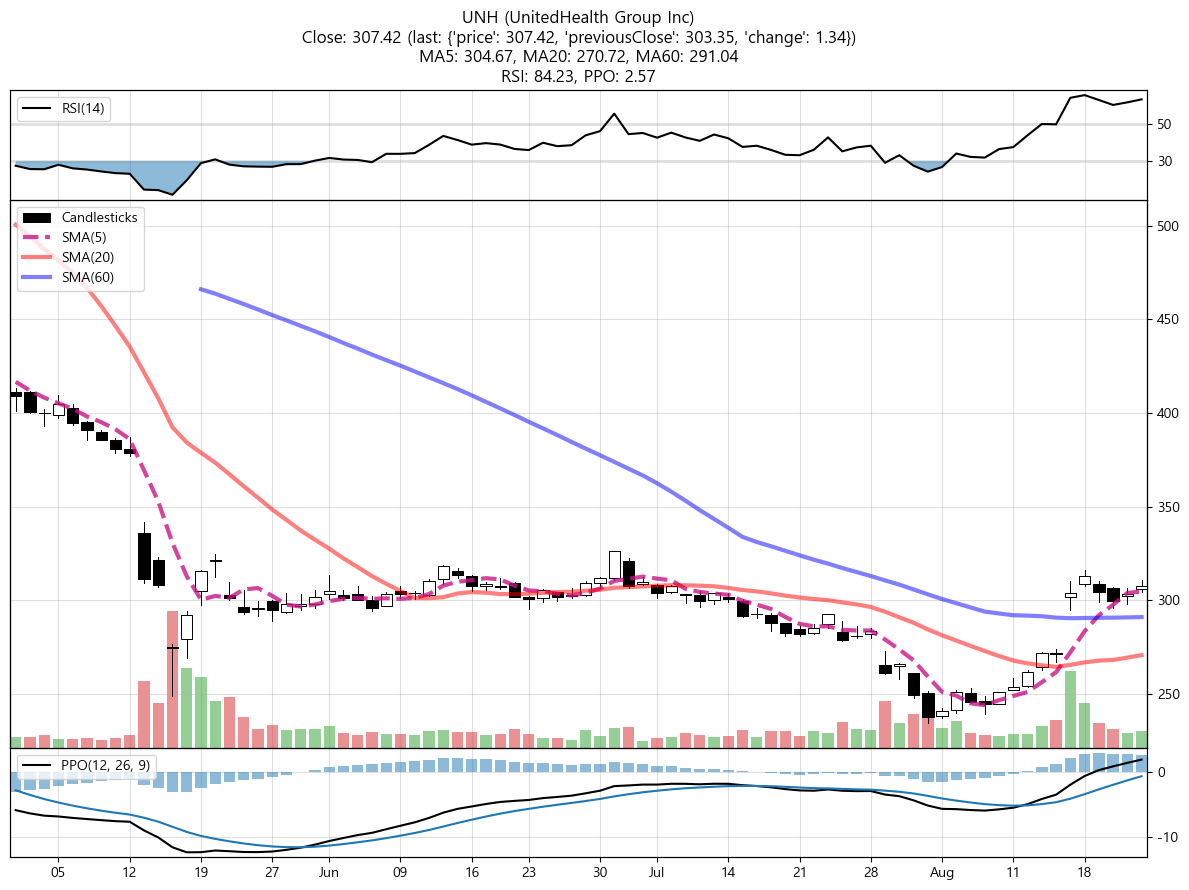 UNH (UnitedHealth Group Inc)
Close: 307.42 (last: {'price': 307.42, 'previousClose': 303.35, 'change': 1.34})
MA5: 304.67, MA20: 270.72, MA60: 291.04
RSI: 84.23, PPO: 2.57
RSI(14)
50
30
Candlesticks
SMA(5)
SMA(20)
SMA(60)
500
450
400
350
300
250
PPO(12, 26, 9)
0
-10
05 12 19 27 Jun 09 16 23 30 Jul 14 21 28 Aug 11 18